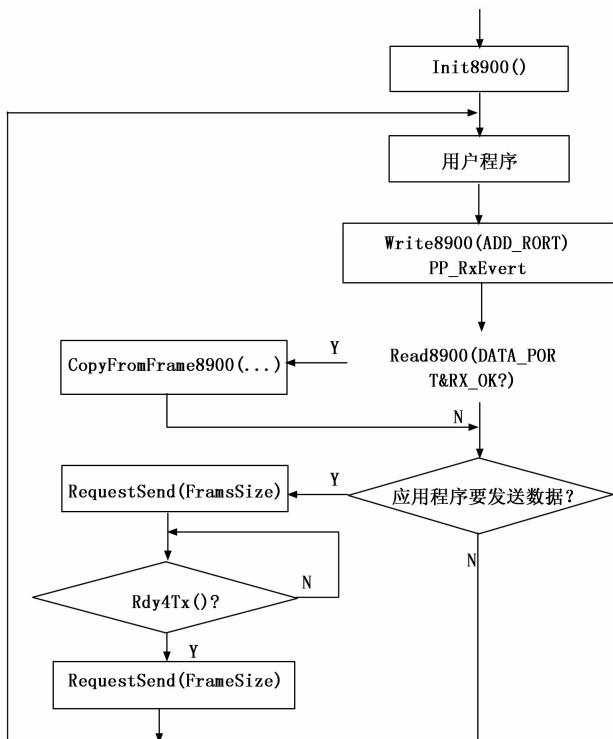 Init8900()
用户程序
Write8900(ADD_RORT)
PP_RxEvert
Read8900(DATA_POR
T&RX_OK?)
Y
CopyFromFrame8900(...)
N
应用程序要发送数据?
Y
RequestSend(FramsSize)
N
Rdy4Tx()?
N
Y
RequestSend(FrameSize)